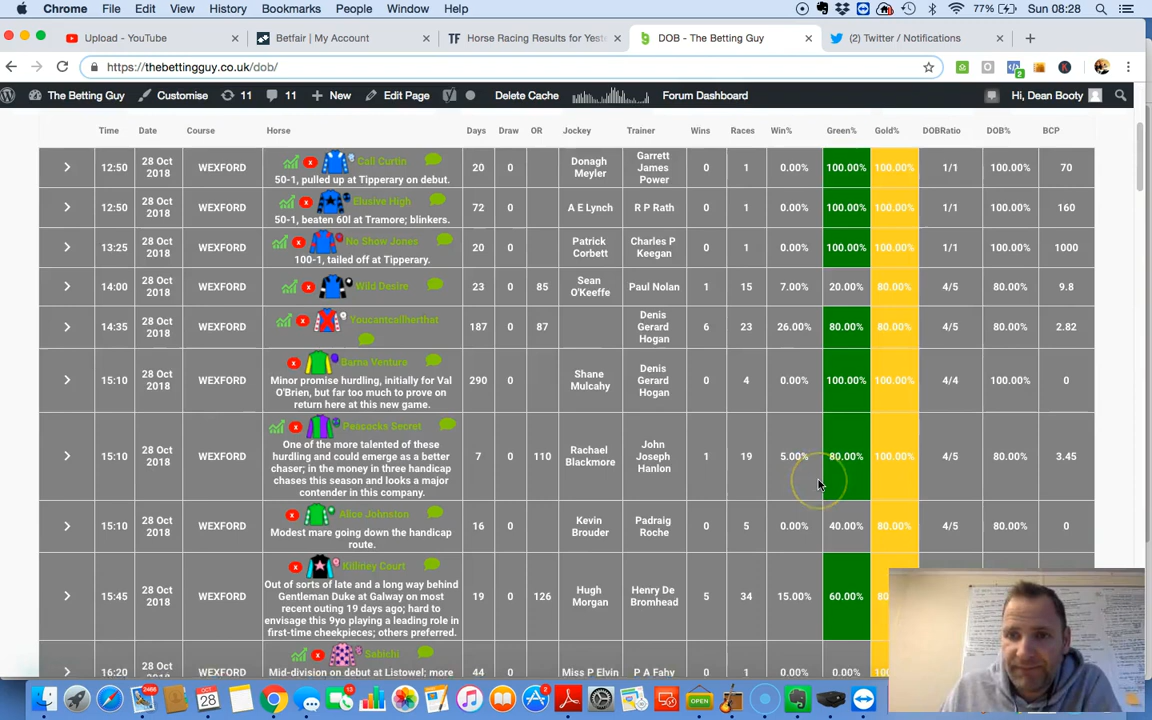 Chrome File Edit View History Bookmarks People Window Help 77% Sun 08:28
Upload - YouTube Betfair | My Account Horse Racing Results for Yest DOB - The Betting Guy (2) Twitter / Notifications
https://thebettingguy.co.uk/dob/
The Betting Guy Customise 11 11 New Edit Page Delete Cache Forum Dashboard Hi, Dean Booty
Time Date Course Horse Days Draw OR Jockey Trainer Wins Races Win% Green% Gold% DOBRatio DOB% BCP
12:50 28 Oct 2018 WEXFORD Call Curtin 20 0 Donagh Meyler Garrett James Power 0 1 0.00% 100.00% 100.00% 1/1 100.00% 70
50-1, pulled up at Tipperary on debut.
12:50 28 Oct 2018 WEXFORD Elusive High 72 0 A E Lynch R P Rath 0 1 0.00% 100.00% 100.00% 1/1 100.00% 160
50-1, beaten 60l at Tramore; blinkers.
13:25 28 Oct 2018 WEXFORD No Show Jones 20 0 Patrick Corbett Charles P Keegan 0 1 0.00% 100.00% 100.00% 1/1 100.00% 1000
100-1, tailed off at Tipperary.
14:00 28 Oct 2018 WEXFORD Wild Desire 23 0 85 Sean O'Keeffe Paul Nolan 1 15 7.00% 20.00% 80.00% 4/5 80.00% 9.8
14:35 28 Oct 2018 WEXFORD Youcantcallherthat 187 0 87 Denis Gerard Hogan 6 23 26.00% 80.00% 80.00% 4/5 80.00% 2.82
15:10 28 Oct 2018 WEXFORD Barna Venture 290 0 Shane Mulcahy Denis Gerard Hogan 0 4 0.00% 100.00% 100.00% 4/4 100.00% 0
Minor promise hurdling, initially for Val
O'Brien, but far too much to prove on
return here at this new game.
15:10 28 Oct 2018 WEXFORD Peacocks Secret 7 0 110 Rachael Blackmore John Joseph Hanlon 1 19 5.00% 80.00% 100.00% 4/5 80.00% 3.45
One of the more talented of these
hurdling and could emerge as a better
chaser; in the money in three handicap
chases this season and looks a major
contender in this company.
15:10 28 Oct 2018 WEXFORD Alice Johnston 16 0 Kevin Brouder Padraig Roche 0 5 0.00% 40.00% 80.00% 4/5 80.00% 0
Modest mare going down the handicap
route.
15:45 28 Oct 2018 WEXFORD Killiney Court 19 0 126 Hugh Morgan Henry De Bromhead 5 34 15.00% 60.00%
Out of sorts of late and a long way behind
Gentleman Duke at Galway on most
recent outing 19 days ago; hard to
envisage this 9yo playing a leading role in
first-time cheekpieces; others preferred.
16:20 28 Oct WEXFORD Sabichi 44 0 Miss P Elvin P A Fahy 0 1 0.00% 0.00%
Mid-division on debut at Listowel; more
OCT
28
OPEN